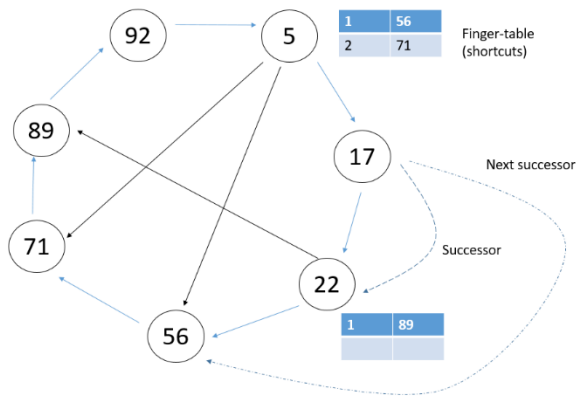 92
5
1 56
2 71
Finger-table
(shortcuts)
89
17
Next successor
71
Successor
22
56
1 89